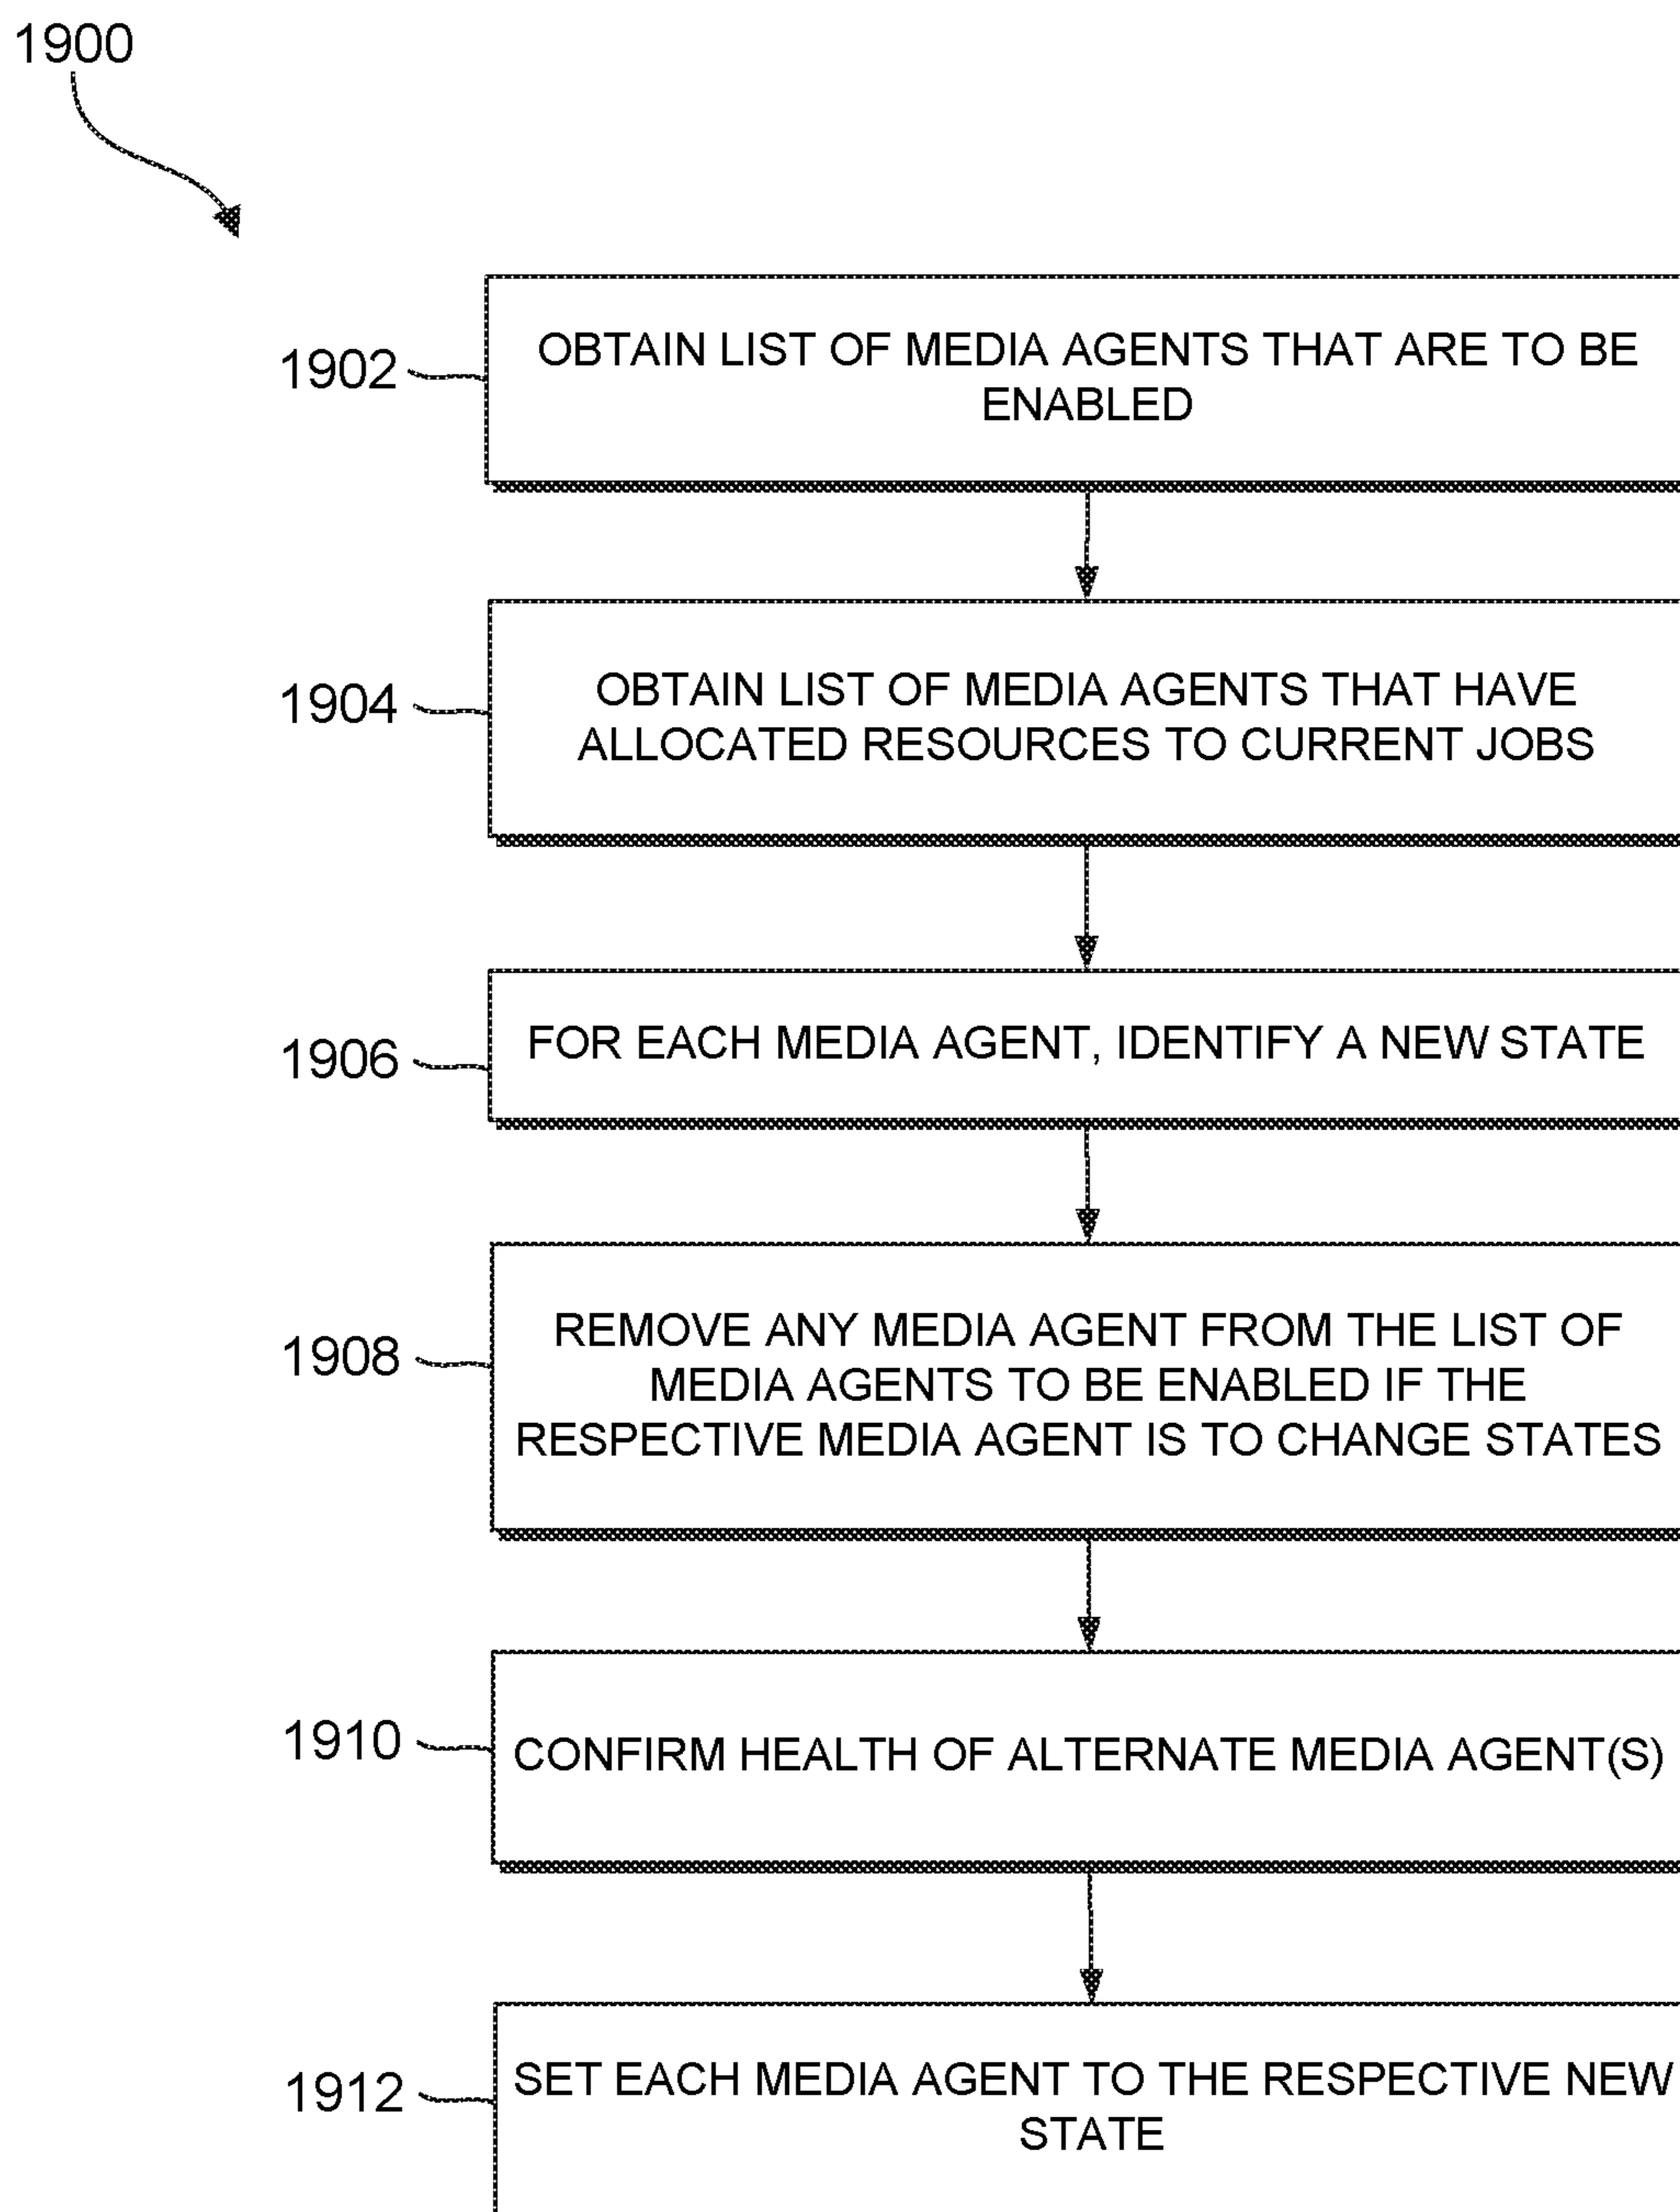 1900
1902
OBTAIN LIST OF MEDIA AGENTS THAT ARE TO BE
ENABLED
1904
OBTAIN LIST OF MEDIA AGENTS THAT HAVE
ALLOCATED RESOURCES TO CURRENT JOBS
1906
FOR EACH MEDIA AGENT, IDENTIFY A NEW STATE
1908
REMOVE ANY MEDIA AGENT FROM THE LIST OF
MEDIA AGENTS TO BE ENABLED IF THE
RESPECTIVE MEDIA AGENT IS TO CHANGE STATES
1910
CONFIRM HEALTH OF ALTERNATE MEDIA AGENT(S)
1912
SET EACH MEDIA AGENT TO THE RESPECTIVE NEW
STATE